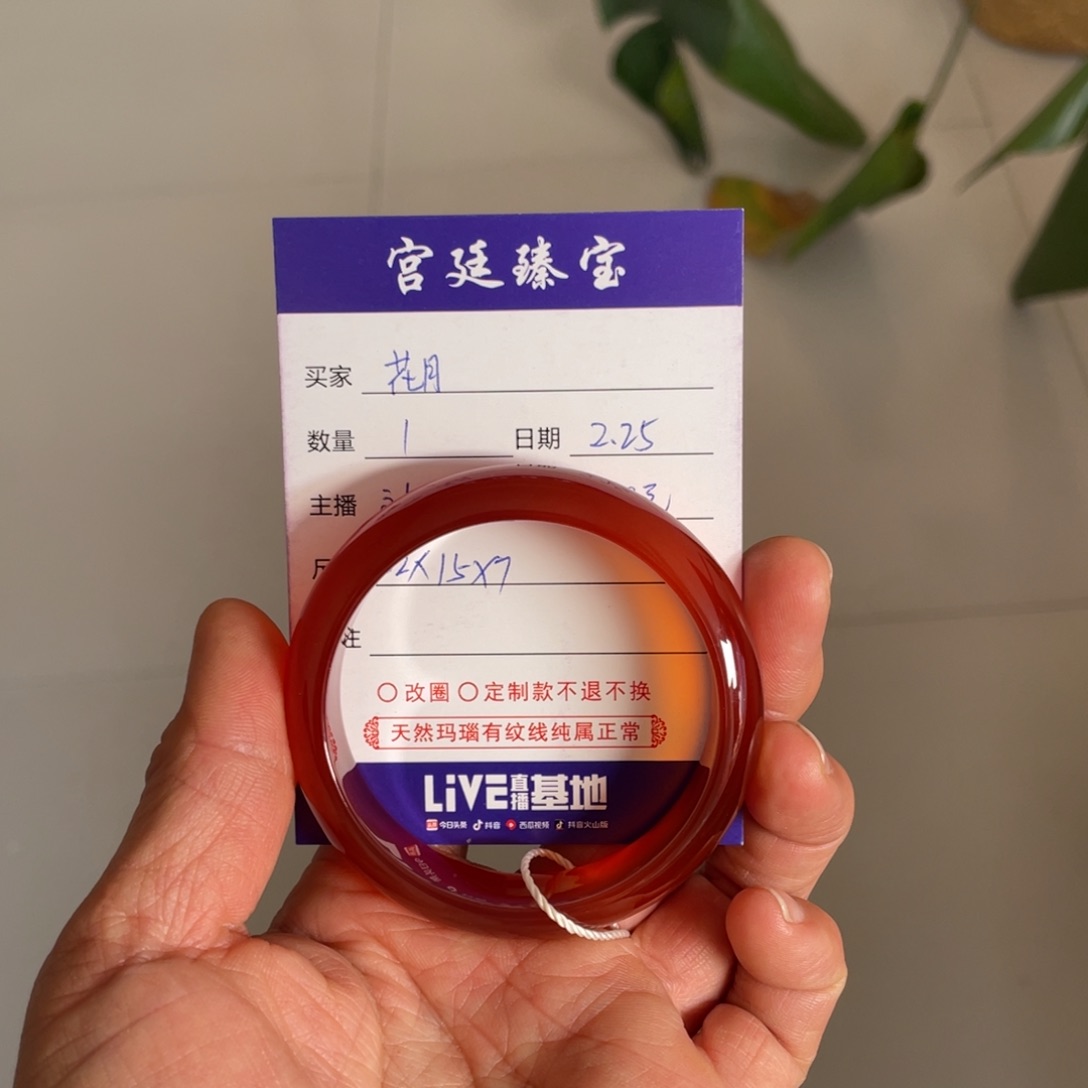 宫廷臻宝
买家 花月
数量 1 日期 2.25
主播
2X15X7
注
○改圈 ○定制款不退不换
天然玛瑙有纹线纯属正常
LiVE直播基地
今日头条 抖音 西瓜视频 抖音火山版